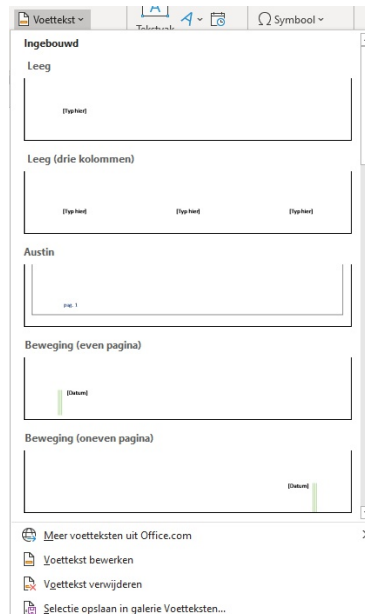 Voettekst
Tekstvak
Symbool
Ingebouwd
Leeg
[Typ hier]
Leeg (drie kolommen)
[Typ hier] [Typ hier] [Typ hier]
Austin
pag. 1
Beweging (even pagina)
[Datum]
Beweging (oneven pagina)
[Datum]
Meer voetteksten uit Office.com
Voettekst bewerken
Voettekst verwijderen
Selectie opslaan in galerie Voetteksten...